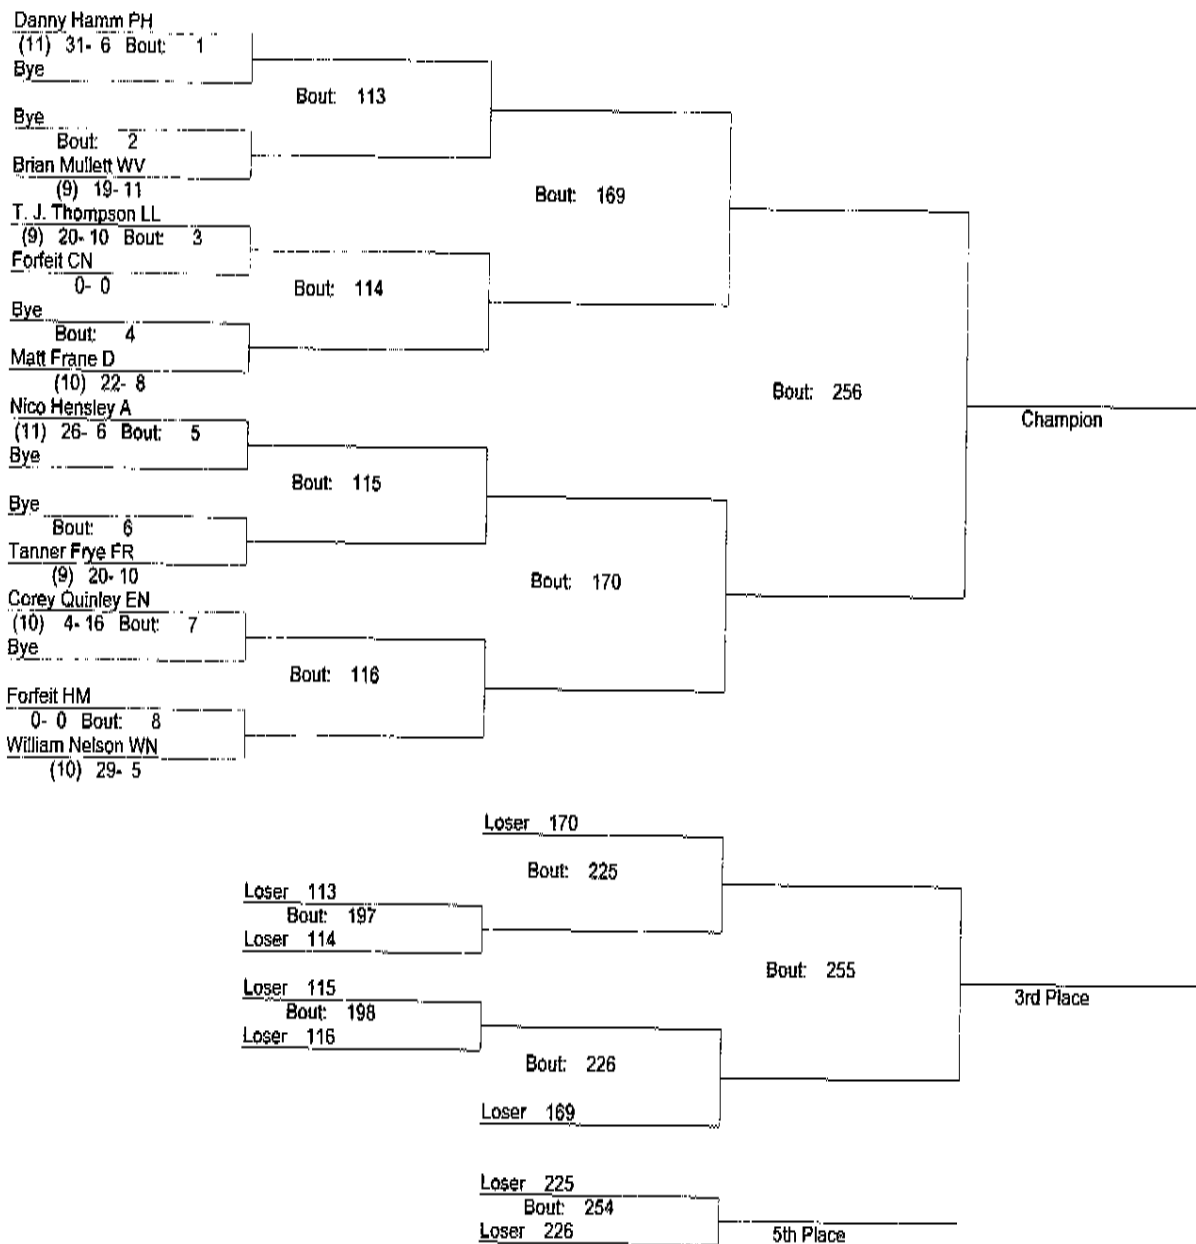 Danny Hamm PH
(11) 31- 6 Bout: 1
Bye
Bout: 113
Bye
Bout: 2
Brian Mullett WV
(9) 19- 11
Bout: 169
T. J. Thompson LL
(9) 20- 10 Bout: 3
Forfeit CN
0- 0
Bout: 114
Bye
Bout: 4
Matt Frane D
(10) 22- 8
Bout: 256
Champion
Nico Hensley A
(11) 26- 6 Bout: 5
Bye
Bout: 115
Bye
Bout: 6
Tanner Frye FR
(9) 20- 10
Bout: 170
Corey Quinley EN
(10) 4- 16 Bout: 7
Bye
Bout: 116
Forfeit HM
0- 0 Bout: 8
William Nelson WN
(10) 29- 5
Loser 170
Bout: 225
Loser 113
Bout: 197
Loser 114
Bout: 255
3rd Place
Loser 115
Bout: 198
Loser 116
Bout: 226
Loser 169
Loser 225
Bout: 254
Loser 226
5th Place